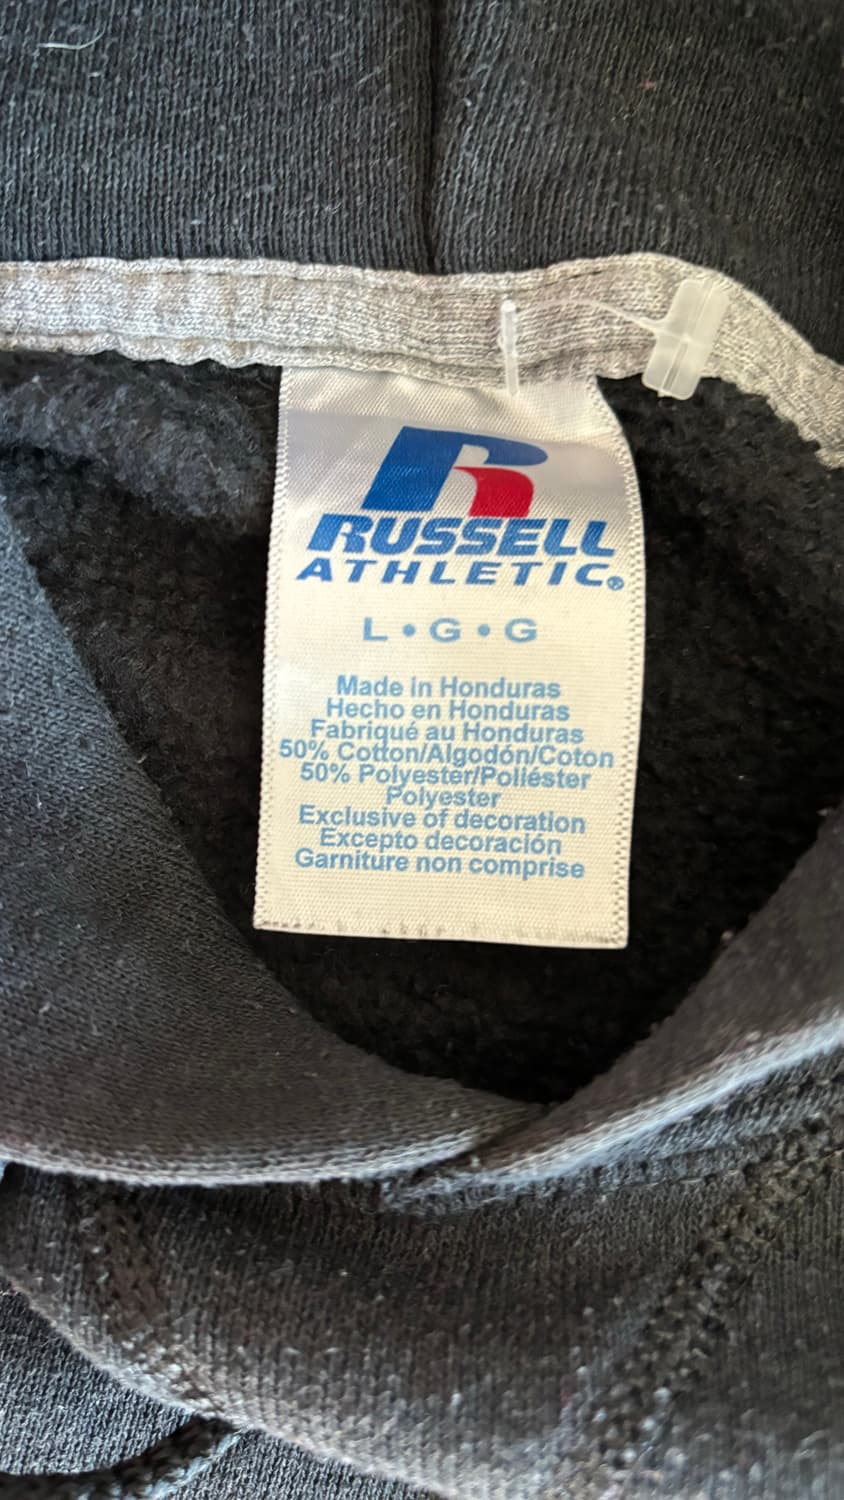 RUSSELL
ATHLETIC®
L • G • G
Made in Honduras
Hecho en Honduras
Fabriqué au Honduras
50% Cotton/Algodón/Coton
50% Polyester/Poliéster
Polyester
Exclusive of decoration
Excepto decoración
Garniture non comprise